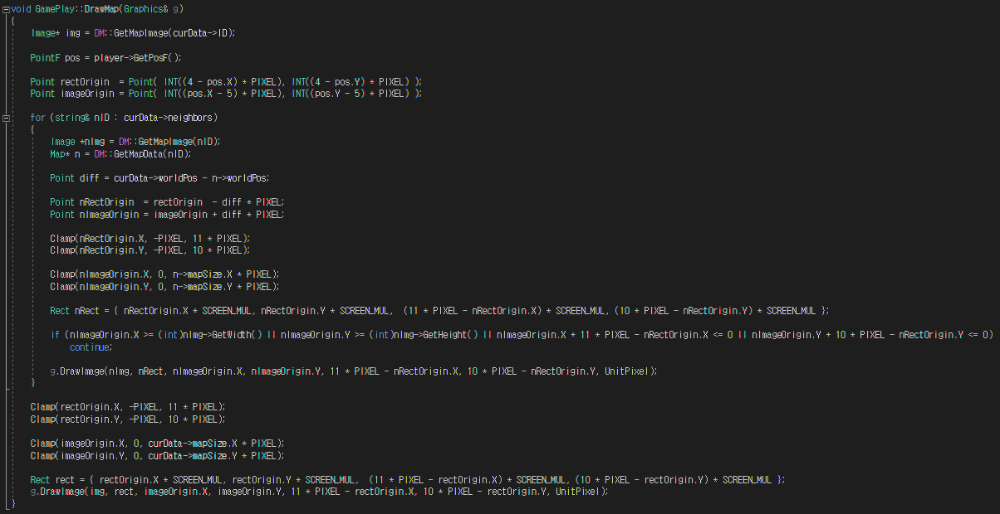 void GamePlay::DrawMap(Graphics& g)
{
Image* img = DM::GetMapImage(curData->ID);
PointF pos = player->GetPosF();
Point rectOrigin  = Point( INT((4 - pos.X) * PIXEL), INT((4 - pos.Y) * PIXEL) );
Point imageOrigin = Point( INT((pos.X - 5) * PIXEL), INT((pos.Y - 5) * PIXEL) );
for (string& nID : curData->neighbors)
{
Image *nImg = DM::GetMapImage(nID);
Map* n = DM::GetMapData(nID);
Point diff = curData->worldPos - n->worldPos;
Point nRectOrigin  = rectOrigin  - diff * PIXEL;
Point nImageOrigin = imageOrigin + diff * PIXEL;
Clamp(nRectOrigin.X, -PIXEL, 11 * PIXEL);
Clamp(nRectOrigin.Y, -PIXEL, 10 * PIXEL);
Clamp(nImageOrigin.X, 0, n->mapSize.X * PIXEL);
Clamp(nImageOrigin.Y, 0, n->mapSize.Y * PIXEL);
Rect nRect = { nRectOrigin.X * SCREEN_MUL, nRectOrigin.Y * SCREEN_MUL,  (11 * PIXEL - nRectOrigin.X) * SCREEN_MUL, (10 * PIXEL - nRectOrigin.Y) * SCREEN_MUL };
if (nImageOrigin.X >= (int)nImg->GetWidth() || nImageOrigin.Y >= (int)nImg->GetHeight() || nImageOrigin.X + 11 * PIXEL - nRectOrigin.X <= 0 || nImageOrigin.Y + 10 * PIXEL - nRectOrigin.Y <= 0)
continue;
g.DrawImage(nImg, nRect, nImageOrigin.X, nImageOrigin.Y, 11 * PIXEL - nRectOrigin.X, 10 * PIXEL - nRectOrigin.Y, UnitPixel);
}
Clamp(rectOrigin.X, -PIXEL, 11 * PIXEL);
Clamp(rectOrigin.Y, -PIXEL, 10 * PIXEL);
Clamp(imageOrigin.X, 0, curData->mapSize.X * PIXEL);
Clamp(imageOrigin.Y, 0, curData->mapSize.Y * PIXEL);
Rect rect = { rectOrigin.X * SCREEN_MUL, rectOrigin.Y * SCREEN_MUL,  (11 * PIXEL - rectOrigin.X) * SCREEN_MUL, (10 * PIXEL - rectOrigin.Y) * SCREEN_MUL };
g.DrawImage(img, rect, imageOrigin.X, imageOrigin.Y, 11 * PIXEL - rectOrigin.X, 10 * PIXEL - rectOrigin.Y, UnitPixel);
}